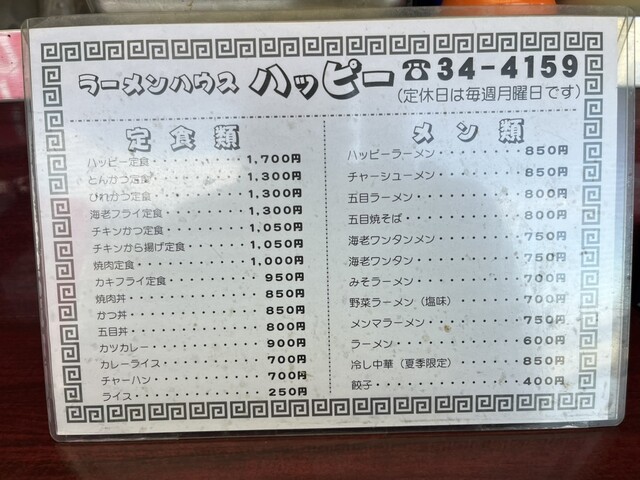 ラーメンハウス ハッピー ☎34-4159
(定休日は毎週月曜日です)
定食類
ハッピー定食・・・・・・・・1,700円
とんかつ定食・・・・・・・・1,300円
ひれかつ定食・・・・・・・・1,300円
海老フライ定食・・・・・・・1,300円
チキンかつ定食・・・・・・・1,050円
チキンから揚げ定食・・・・・1,050円
焼肉定食・・・・・・・・・・1,000円
カキフライ定食・・・・・・・950円
焼肉丼・・・・・・・・・・・850円
かつ丼・・・・・・・・・・・850円
五目丼・・・・・・・・・・・800円
カツカレー・・・・・・・・・900円
カレーライス・・・・・・・・700円
チャーハン・・・・・・・・・700円
ライス・・・・・・・・・・・250円
メン類
ハッピーラーメン・・・・・・850円
チャーシューメン・・・・・・850円
五目ラーメン・・・・・・・・800円
五目焼そば・・・・・・・・・800円
海老ワンタンメン・・・・・・750円
海老ワンタン・・・・・・・・750円
みそラーメン・・・・・・・・700円
野菜ラーメン(塩味)・・・・・700円
メンマラーメン・・・・・・・750円
ラーメン・・・・・・・・・・600円
冷し中華(夏季限定)・・・・・850円
餃子・・・・・・・・・・・・400円